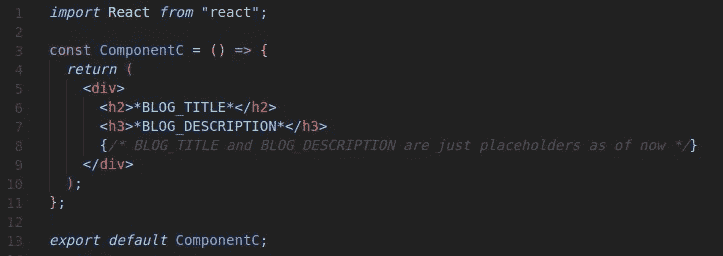 1 import React from "react";
2
3 const ComponentC = () => {
4   return (
5     <div>
6       <h2>*BLOG_TITLE*</h2>
7       <h3>*BLOG_DESCRIPTION*</h3>
8       {/* BLOG_TITLE and BLOG_DESCRIPTION are just placeholders as of now */}
9     </div>
10   );
11 };
12
13 export default ComponentC;